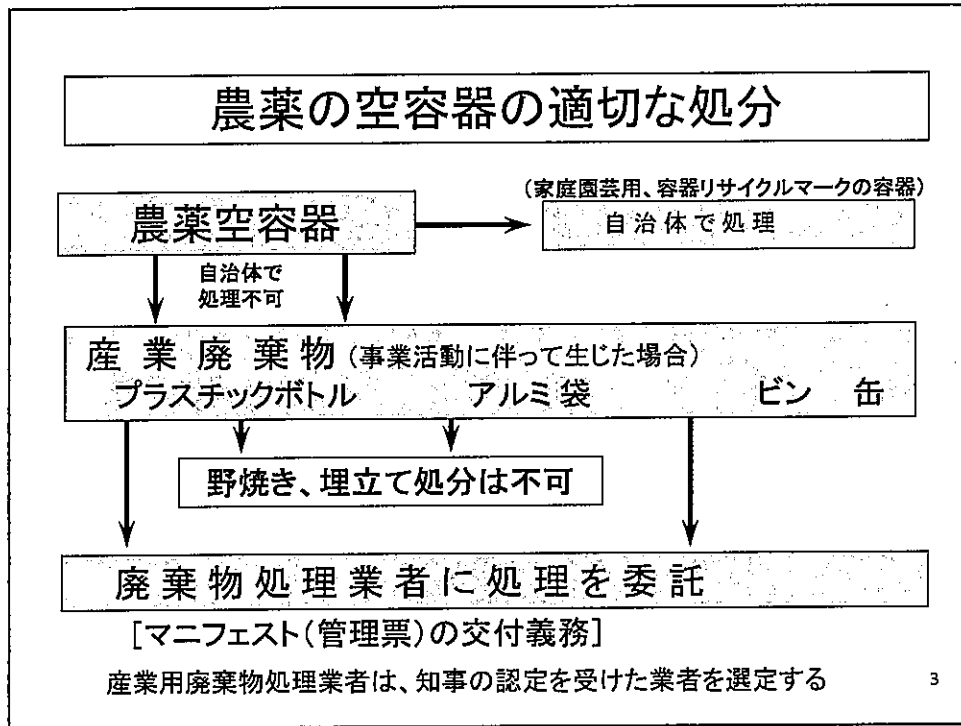 農薬の空容器の適切な処分
(家庭園芸用、容器リサイクルマークの容器)
農薬空容器
自治体で処理
自治体で
処理不可
産業廃棄物(事業活動に伴って生じた場合)
プラスチックボトル アルミ袋 ビン 缶
野焼き、埋立て処分は不可
廃棄物処理業者に処理を委託
[マニフェスト(管理票)の交付義務]
産業用廃棄物処理業者は、知事の認定を受けた業者を選定する
3